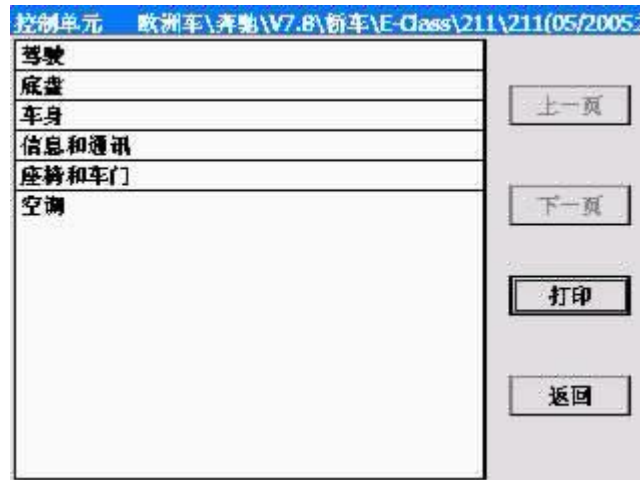 控制单元 欧洲车\奔驰\V7.8\轿车\E-Class\211\211(05/2005
驾驶
底盘
车身
信息和通讯
座椅和车门
空调
上一页
下一页
打印
返回